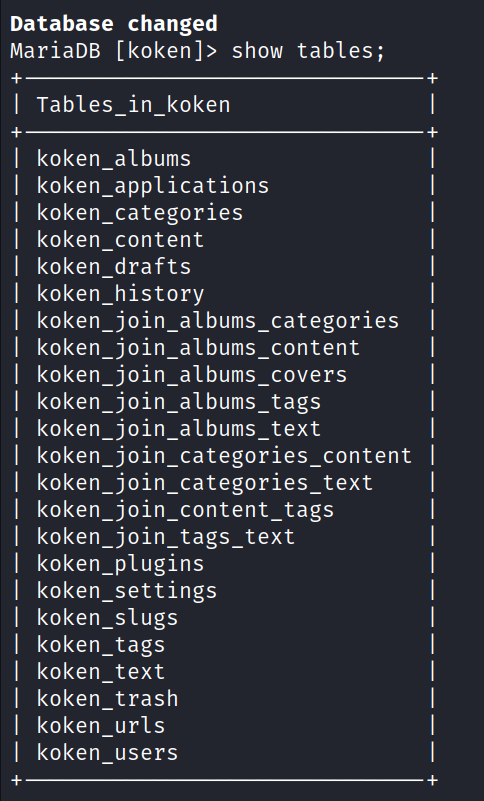 Database changed
MariaDB [koken]> show tables;
+-------------------------------+
| Tables_in_koken               |
+-------------------------------+
| koken_albums                  |
| koken_applications            |
| koken_categories              |
| koken_content                 |
| koken_drafts                  |
| koken_history                 |
| koken_join_albums_categories  |
| koken_join_albums_content     |
| koken_join_albums_covers      |
| koken_join_albums_tags        |
| koken_join_albums_text        |
| koken_join_categories_content |
| koken_join_categories_text    |
| koken_join_content_tags       |
| koken_join_tags_text          |
| koken_plugins                 |
| koken_settings                |
| koken_slugs                   |
| koken_tags                    |
| koken_text                    |
| koken_trash                   |
| koken_urls                    |
| koken_users                   |
+-------------------------------+